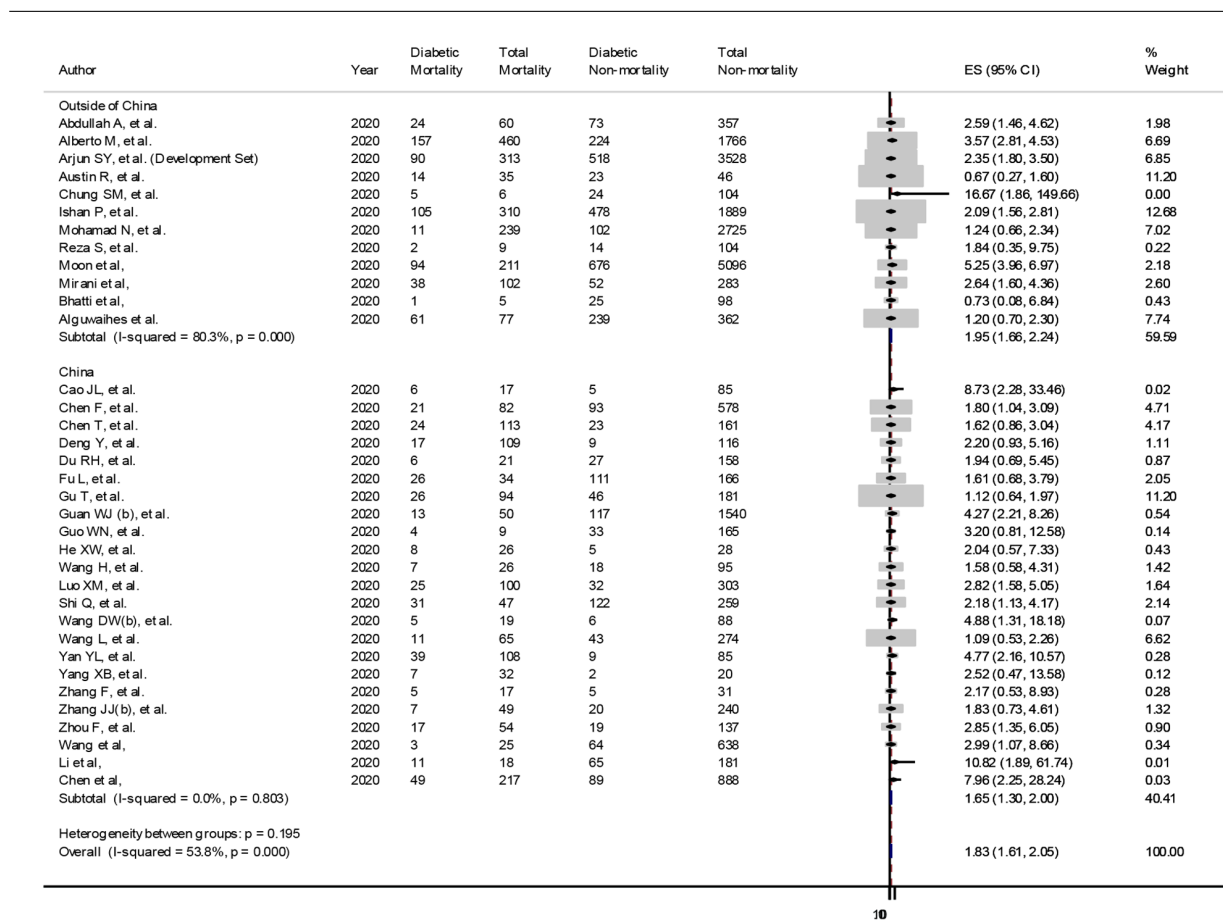 Diabetic Total Diabetic Total %
Author Year Mortality Mortality Non-mortality Non-mortality ES (95% CI) Weight
Outside of China
Abdullah A, et al. 2020 24 60 73 357 2.59 (1.46, 4.62) 1.98
Alberto M, et al. 2020 157 460 224 1766 3.57 (2.81, 4.53) 6.69
Arjun SY, et al. (Development Set) 2020 90 313 518 3528 2.35 (1.80, 3.50) 6.85
Austin R, et al. 2020 14 35 23 46 0.67 (0.27, 1.60) 11.20
Chung SM, et al. 2020 5 6 24 104 16.67 (1.86, 149.66) 0.00
Ishan P, et al. 2020 105 310 478 1889 2.09 (1.56, 2.81) 12.68
Mohamad N, et al. 2020 11 239 102 2725 1.24 (0.66, 2.34) 7.02
Reza S, et al. 2020 2 9 14 104 1.84 (0.35, 9.75) 0.22
Moon et al, 2020 94 211 676 5096 5.25 (3.96, 6.97) 2.18
Mirani et al, 2020 38 102 52 283 2.64 (1.60, 4.36) 2.60
Bhatti et al, 2020 1 5 25 98 0.73 (0.08, 6.84) 0.43
Alguwaihes et al. 2020 61 77 239 362 1.20 (0.70, 2.30) 7.74
Subtotal (I-squared = 80.3%, p = 0.000) 1.95 (1.66, 2.24) 59.59
China
Cao JL, et al. 2020 6 17 5 85 8.73 (2.28, 33.46) 0.02
Chen F, et al. 2020 21 82 93 578 1.80 (1.04, 3.09) 4.71
Chen T, et al. 2020 24 113 23 161 1.62 (0.86, 3.04) 4.17
Deng Y, et al. 2020 17 109 9 116 2.20 (0.93, 5.16) 1.11
Du RH, et al. 2020 6 21 27 158 1.94 (0.69, 5.45) 0.87
Fu L, et al. 2020 26 34 111 166 1.61 (0.68, 3.79) 2.05
Gu T, et al. 2020 26 94 46 181 1.12 (0.64, 1.97) 11.20
Guan WJ (b), et al. 2020 13 50 117 1540 4.27 (2.21, 8.26) 0.54
Guo WN, et al. 2020 4 9 33 165 3.20 (0.81, 12.58) 0.14
He XW, et al. 2020 8 26 5 28 2.04 (0.57, 7.33) 0.43
Wang H, et al. 2020 7 26 18 95 1.58 (0.58, 4.31) 1.42
Luo XM, et al. 2020 25 100 32 303 2.82 (1.58, 5.05) 1.64
Shi Q, et al. 2020 31 47 122 259 2.18 (1.13, 4.17) 2.14
Wang DW(b), et al. 2020 5 19 6 88 4.88 (1.31, 18.18) 0.07
Wang L, et al. 2020 11 65 43 274 1.09 (0.53, 2.26) 6.62
Yan YL, et al. 2020 39 108 9 85 4.77 (2.16, 10.57) 0.28
Yang XB, et al. 2020 7 32 2 20 2.52 (0.47, 13.58) 0.12
Zhang F, et al. 2020 5 17 5 31 2.17 (0.53, 8.93) 0.28
Zhang JJ(b), et al. 2020 7 49 20 240 1.83 (0.73, 4.61) 1.32
Zhou F, et al. 2020 17 54 19 137 2.85 (1.35, 6.05) 0.90
Wang et al, 2020 3 25 64 638 2.99 (1.07, 8.66) 0.34
Li et al, 2020 11 18 65 181 10.82 (1.89, 61.74) 0.01
Chen et al, 2020 49 217 89 888 7.96 (2.25, 28.24) 0.03
Subtotal (I-squared = 0.0%, p = 0.803) 1.65 (1.30, 2.00) 40.41
Heterogeneity between groups: p = 0.195
Overall (I-squared = 53.8%, p = 0.000) 1.83 (1.61, 2.05) 100.00